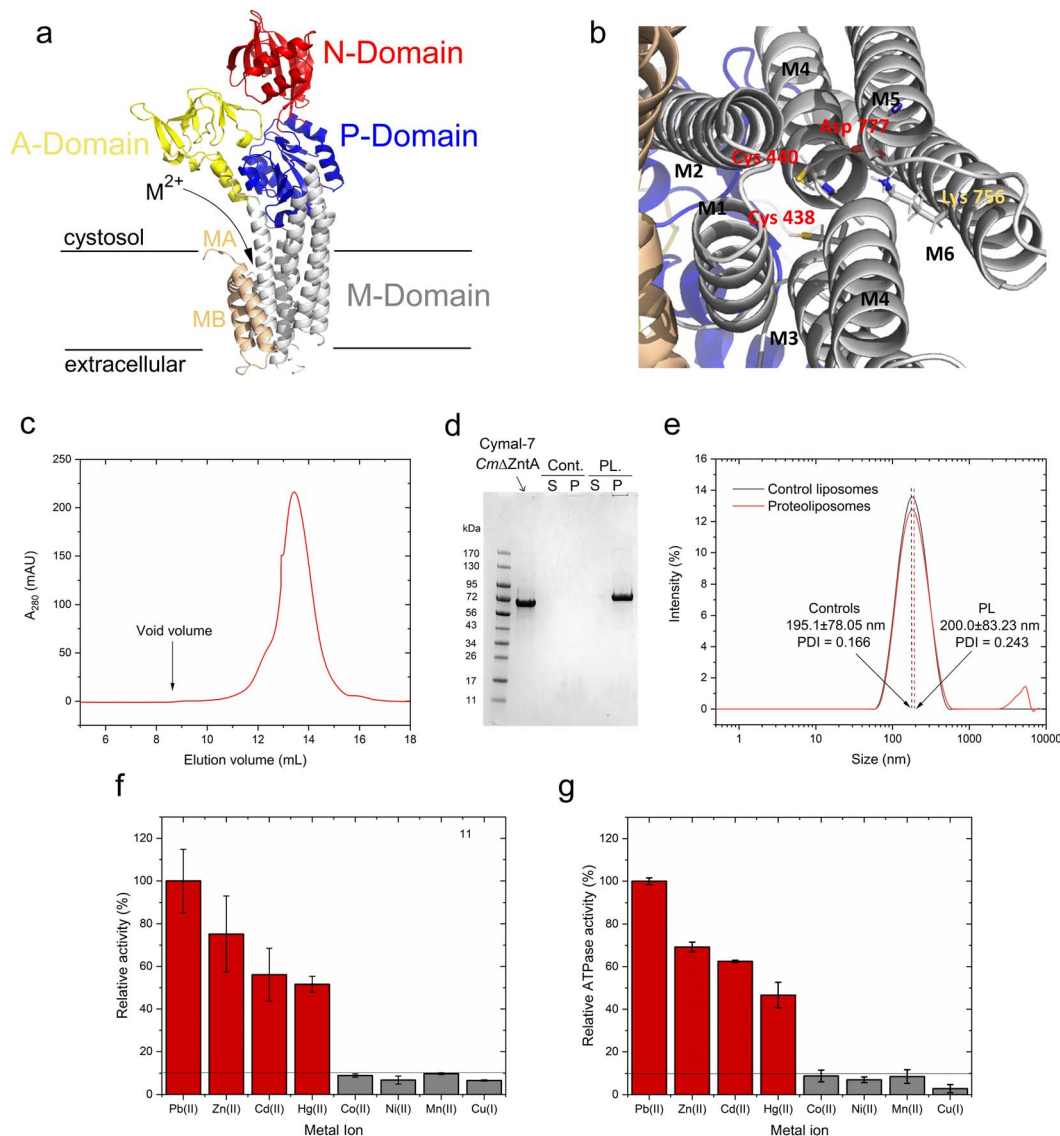 a
N-Domain
A-Domain
P-Domain
M²⁺
cystosol
MA
M-Domain
MB
extracellular
b
M4
M5
Asp 777
Cys 440
M2
Lys 756
M1
Cys 438
M6
M4
M3
c
250
200
150
100
50
0
A₂₈₀ (mAU)
Void volume
6
8
10
12
14
16
18
Elution volume (mL)
d
Cymal-7
CmΔZntA
Cont.
PL.
S P S P
kDa
170
130
95
72
56
43
34
26
17
11
e
16
14
12
10
8
6
4
2
0
Intensity (%)
Control liposomes
Proteoliposomes
Controls
195.1±78.05 nm
PDI = 0.166
PL
200.0±83.23 nm
PDI = 0.243
1
10
100
1000
10000
Size (nm)
f
11
120
100
80
60
40
20
10
0
Relative activity (%)
Pb(II) Zn(II) Cd(II) Hg(II) Co(II) Ni(II) Mn(II) Cu(I)
Metal Ion
g
120
100
80
60
40
20
10
0
Relative ATPase activity (%)
Pb(II) Zn(II) Cd(II) Hg(II) Co(II) Ni(II) Mn(II) Cu(I)
Metal Ion